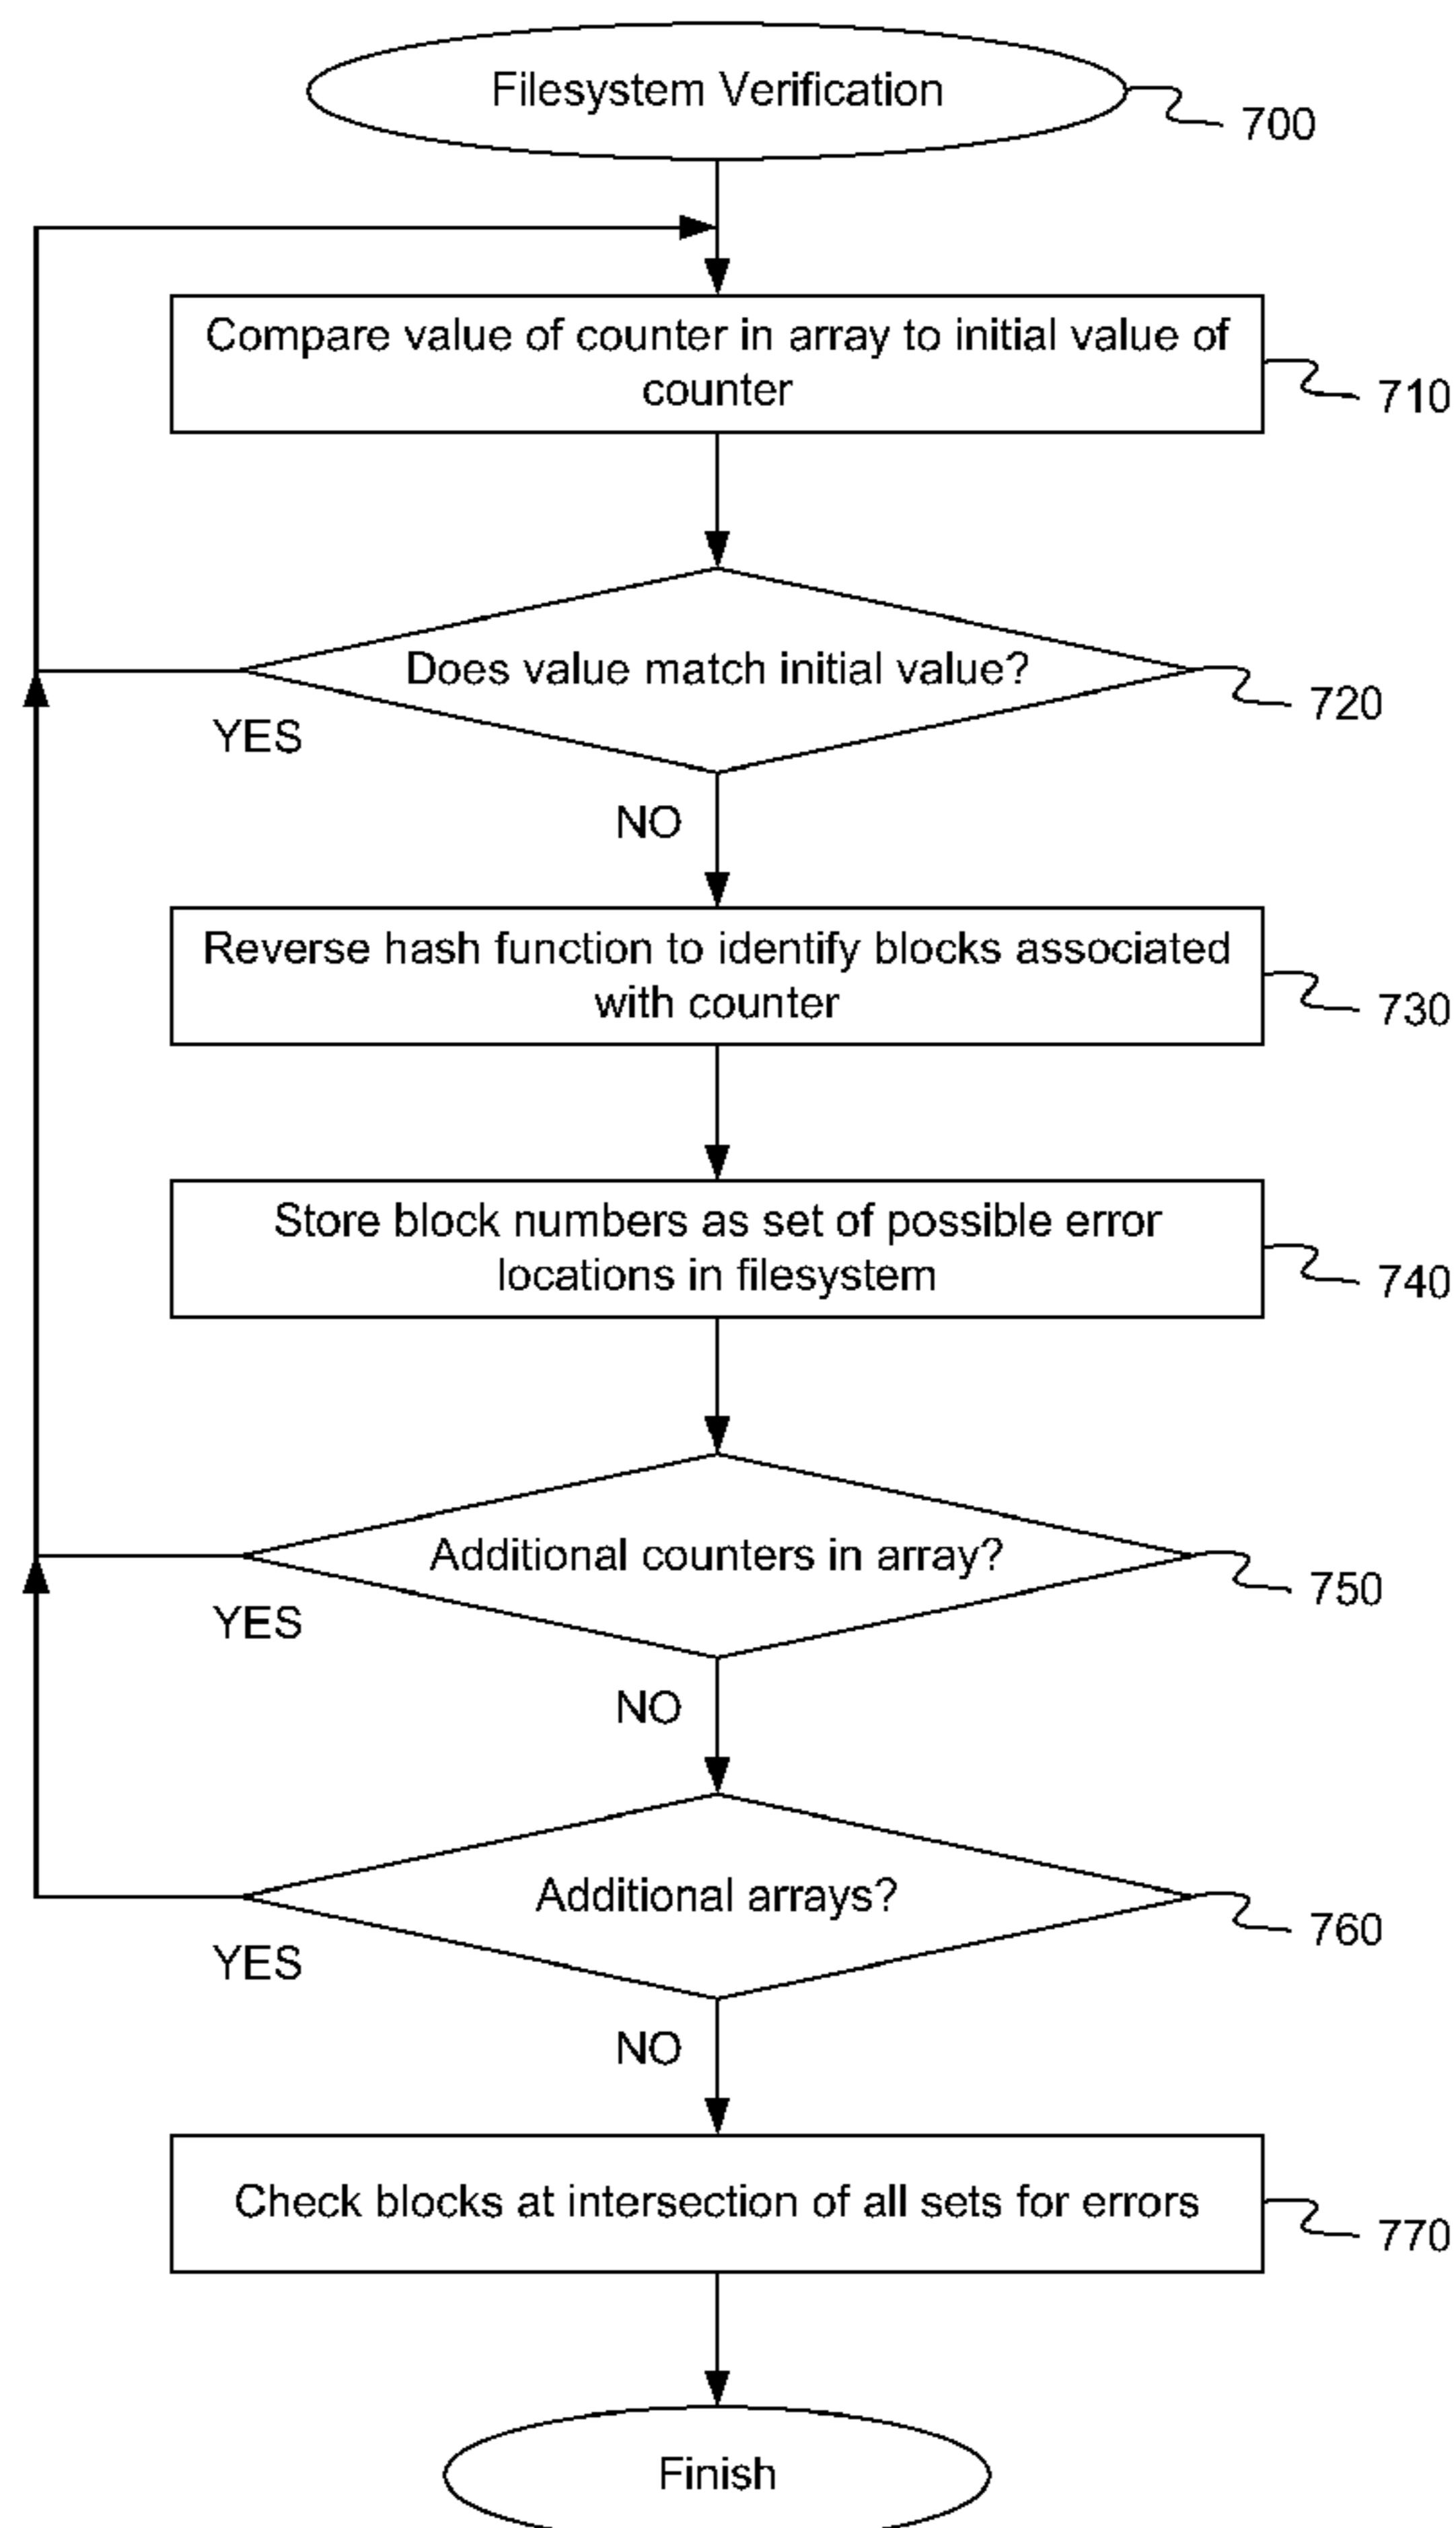 Filesystem Verification
700
Compare value of counter in array to initial value of
counter
710
Does value match initial value?
720
YES
NO
Reverse hash function to identify blocks associated
with counter
730
Store block numbers as set of possible error
locations in filesystem
740
Additional counters in array?
750
YES
NO
Additional arrays?
760
YES
NO
Check blocks at intersection of all sets for errors
770
Finish